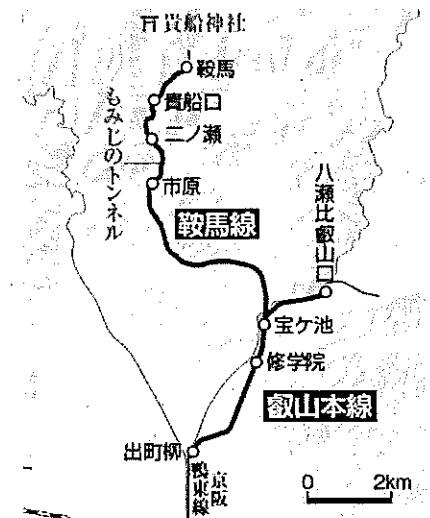 貴船神社
鞍馬
貴船口
二ノ瀬
もみじのトンネル
市原
鞍馬線
八瀬比叡山口
宝ケ池
修学院
叡山本線
出町柳
京阪
鴨東線
0 2km